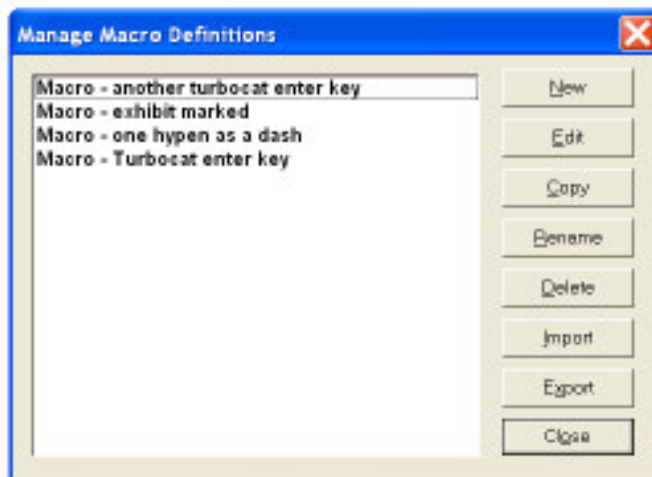 Manage Macro Definitions
Macro - another turbocat enter key
Macro - exhibit marked
Macro - one hypen as a dash
Macro - Turbocat enter key
New
Edit
Copy
Rename
Delete
Import
Export
Close